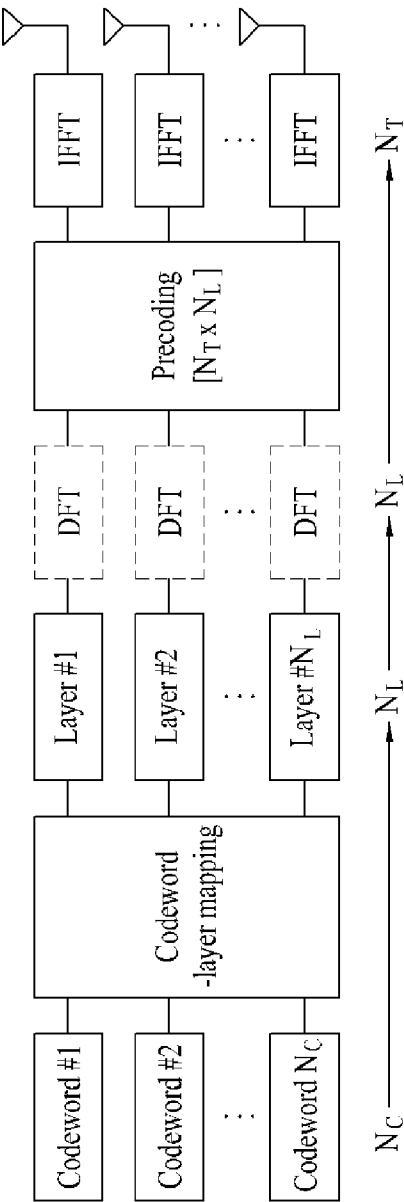 Codeword #1
Codeword #2
...
Codeword N_C
Codeword
-layer mapping
Layer #1
Layer #2
...
Layer #N_L
DFT
DFT
...
DFT
Precoding
[N_T x N_L]
IFFT
IFFT
...
IFFT
...
N_C
N_L
N_L
N_T